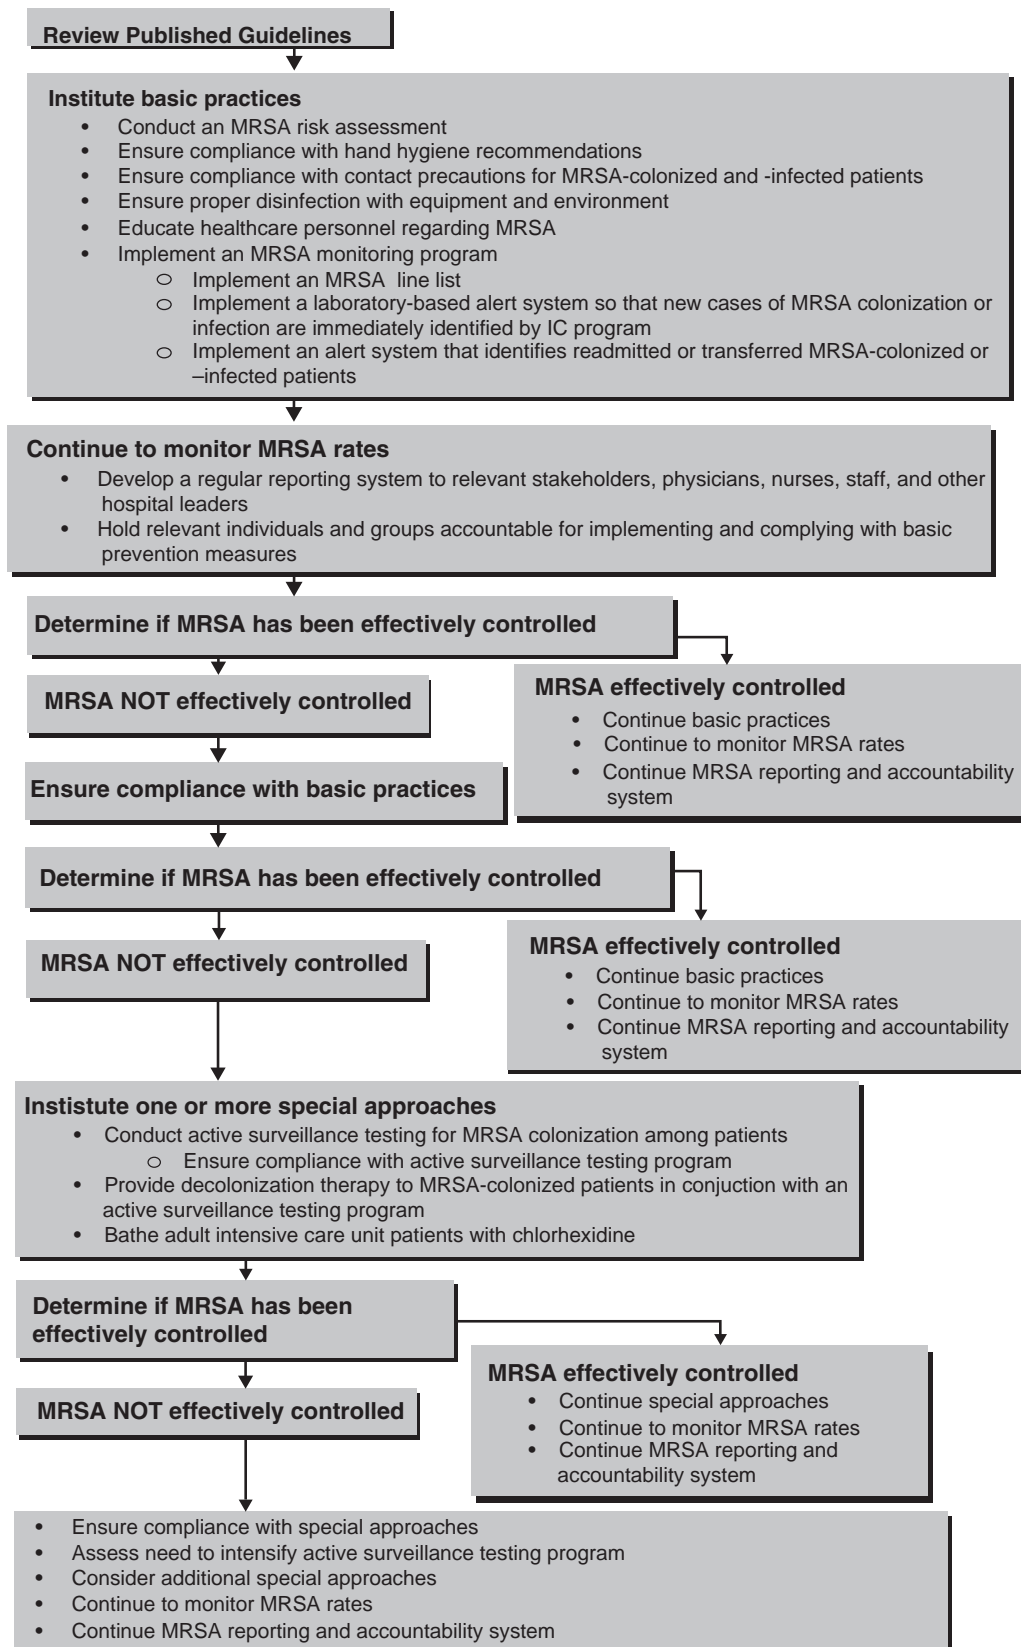 Review Published Guidelines
Institute basic practices
• Conduct an MRSA risk assessment
• Ensure compliance with hand hygiene recommendations
• Ensure compliance with contact precautions for MRSA-colonized and -infected patients
• Ensure proper disinfection with equipment and environment
• Educate healthcare personnel regarding MRSA
• Implement an MRSA monitoring program
○ Implement an MRSA line list
○ Implement a laboratory-based alert system so that new cases of MRSA colonization or
infection are immediately identified by IC program
○ Implement an alert system that identifies readmitted or transferred MRSA-colonized or
–infected patients
Continue to monitor MRSA rates
• Develop a regular reporting system to relevant stakeholders, physicians, nurses, staff, and other
hospital leaders
• Hold relevant individuals and groups accountable for implementing and complying with basic
prevention measures
Determine if MRSA has been effectively controlled
MRSA effectively controlled
• Continue basic practices
• Continue to monitor MRSA rates
• Continue MRSA reporting and accountability
system
MRSA NOT effectively controlled
Ensure compliance with basic practices
Determine if MRSA has been effectively controlled
MRSA effectively controlled
• Continue basic practices
• Continue to monitor MRSA rates
• Continue MRSA reporting and accountability
system
MRSA NOT effectively controlled
Instistute one or more special approaches
• Conduct active surveillance testing for MRSA colonization among patients
○ Ensure compliance with active surveillance testing program
• Provide decolonization therapy to MRSA-colonized patients in conjuction with an
active surveillance testing program
• Bathe adult intensive care unit patients with chlorhexidine
Determine if MRSA has been
effectively controlled
MRSA effectively controlled
• Continue special approaches
• Continue to monitor MRSA rates
• Continue MRSA reporting and
accountability system
MRSA NOT effectively controlled
• Ensure compliance with special approaches
• Assess need to intensify active surveillance testing program
• Consider additional special approaches
• Continue to monitor MRSA rates
• Continue MRSA reporting and accountability system